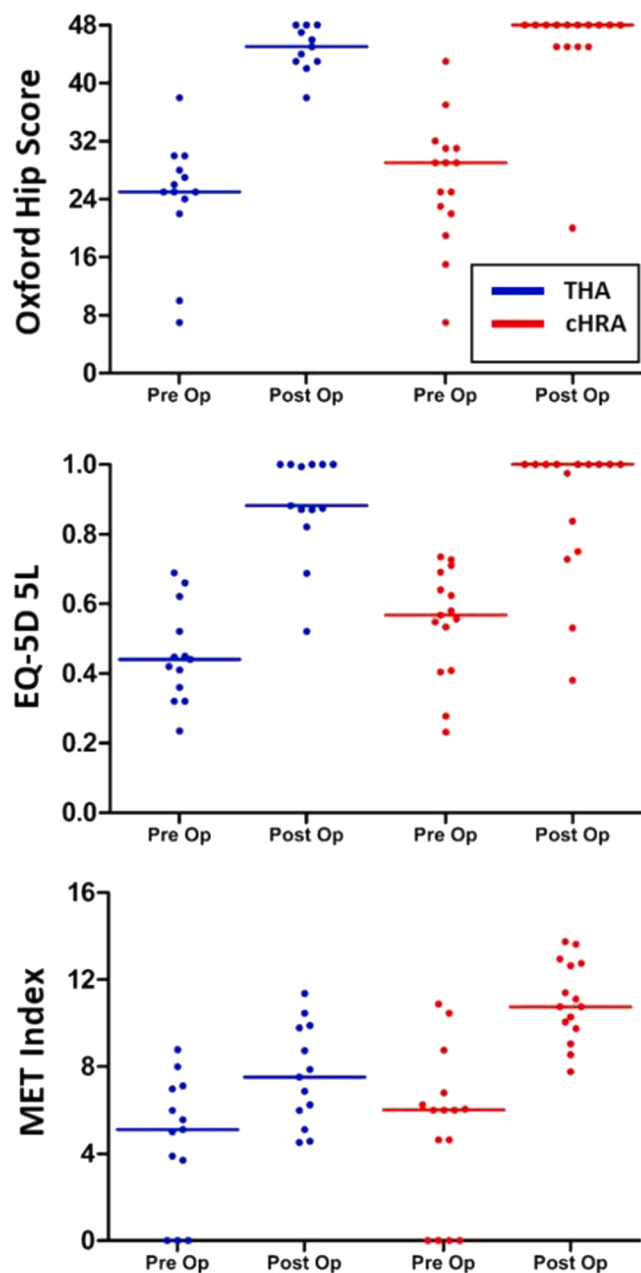 Oxford Hip Score
48
40
32
24
16
8
0
THA
cHRA
Pre Op Post Op Pre Op Post Op
EQ-5D 5L
1.0
0.8
0.6
0.4
0.2
0.0
Pre Op Post Op Pre Op Post Op
MET Index
16
12
8
4
0
Pre Op Post Op Pre Op Post Op